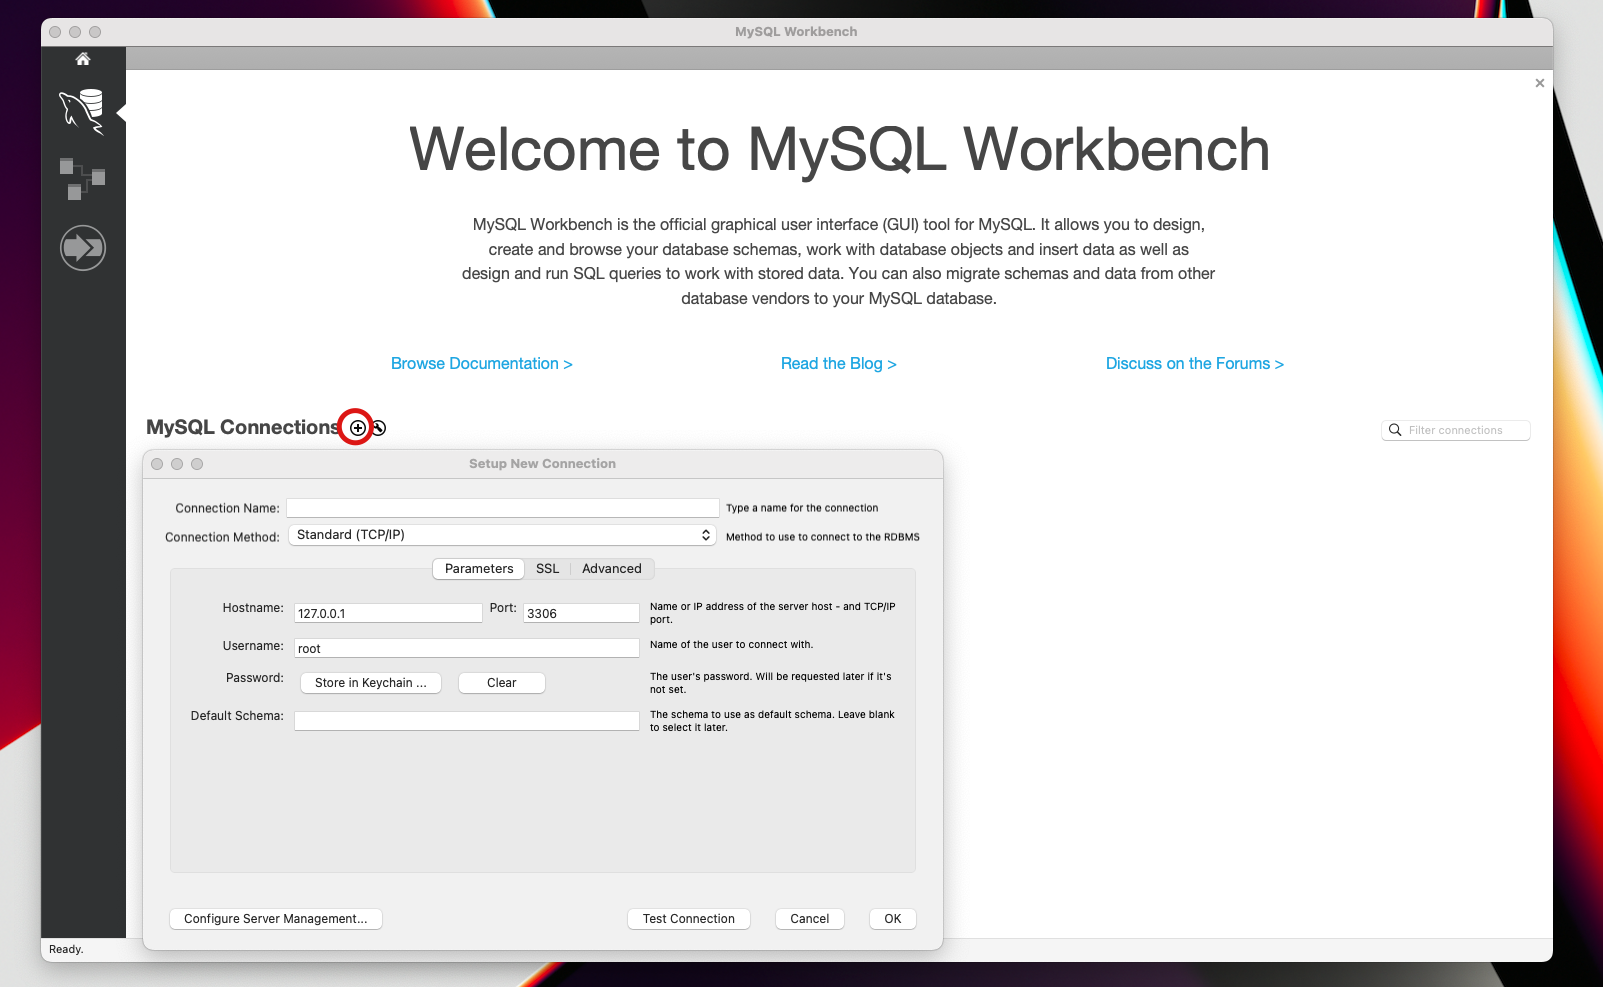 MySQL Workbench
Welcome to MySQL Workbench
MySQL Workbench is the official graphical user interface (GUI) tool for MySQL. It allows you to design,
create and browse your database schemas, work with database objects and insert data as well as
design and run SQL queries to work with stored data. You can also migrate schemas and data from other
database vendors to your MySQL database.
Browse Documentation >
Read the Blog >
Discuss on the Forums >
MySQL Connections
Filter connections
Setup New Connection
Connection Name:
Type a name for the connection
Connection Method:
Standard (TCP/IP)
Method to use to connect to the RDBMS
Parameters
SSL
Advanced
Hostname:
127.0.0.1
Port:
3306
Name or IP address of the server host - and TCP/IP
port.
Username:
root
Name of the user to connect with.
Password:
Store in Keychain ...
Clear
The user's password. Will be requested later if it's
not set.
Default Schema:
The schema to use as default schema. Leave blank
to select it later.
Configure Server Management...
Test Connection
Cancel
OK
Ready.